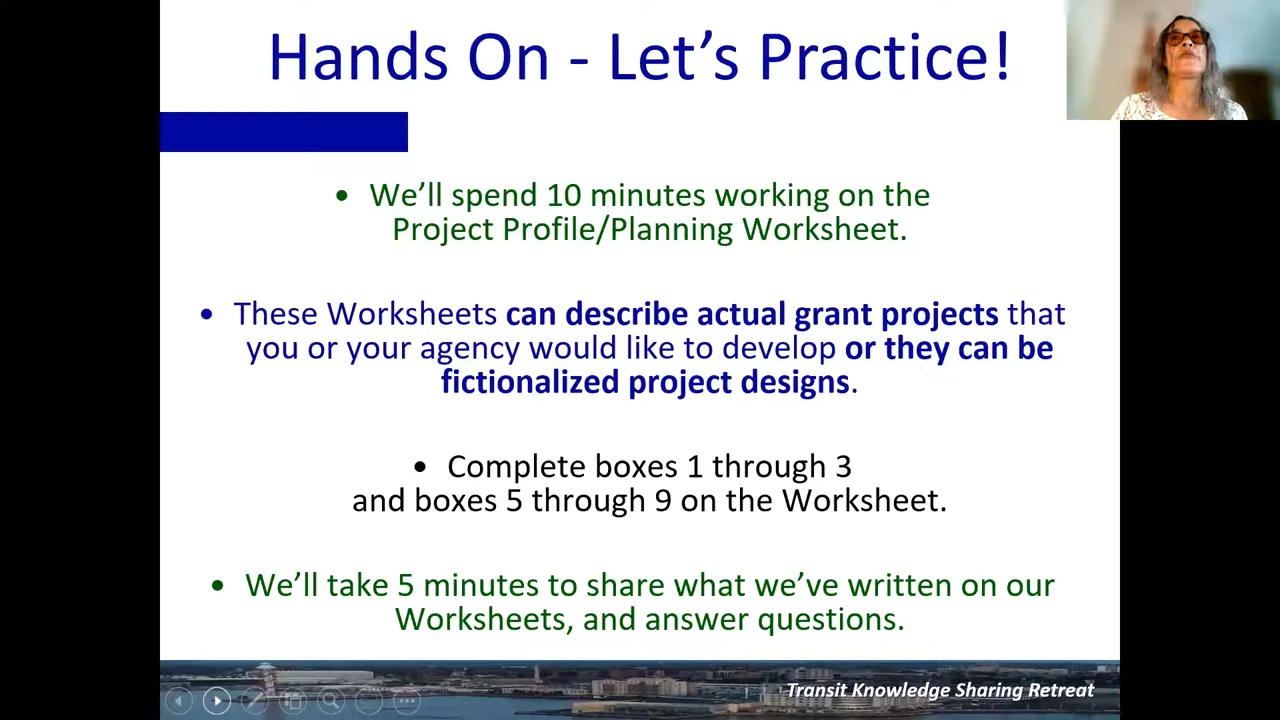 Hands On - Let's Practice!
• We'll spend 10 minutes working on the
Project Profile/Planning Worksheet.
• These Worksheets can describe actual grant projects that
you or your agency would like to develop or they can be
fictionalized project designs.
• Complete boxes 1 through 3
and boxes 5 through 9 on the Worksheet.
• We'll take 5 minutes to share what we've written on our
Worksheets, and answer questions.
Transit Knowledge Sharing Retreat